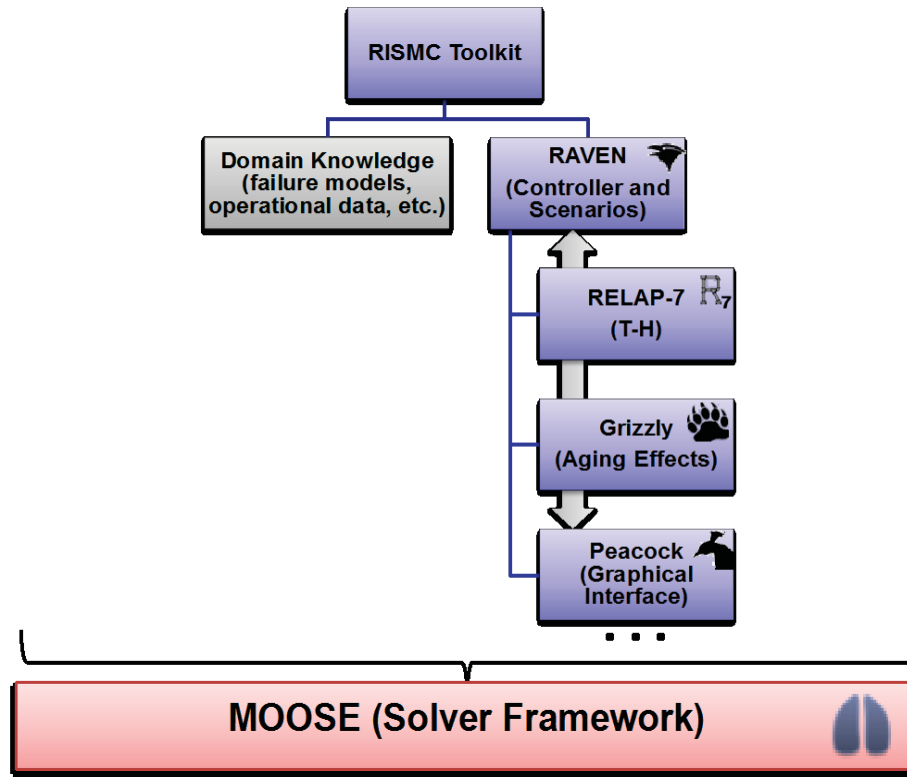 RISMC Toolkit
Domain Knowledge
(failure models,
operational data, etc.)
RAVEN
(Controller and
Scenarios)
RELAP-7
(T-H)
R7
Grizzly
(Aging Effects)
Peacock
(Graphical
Interface)
. . .
MOOSE (Solver Framework)